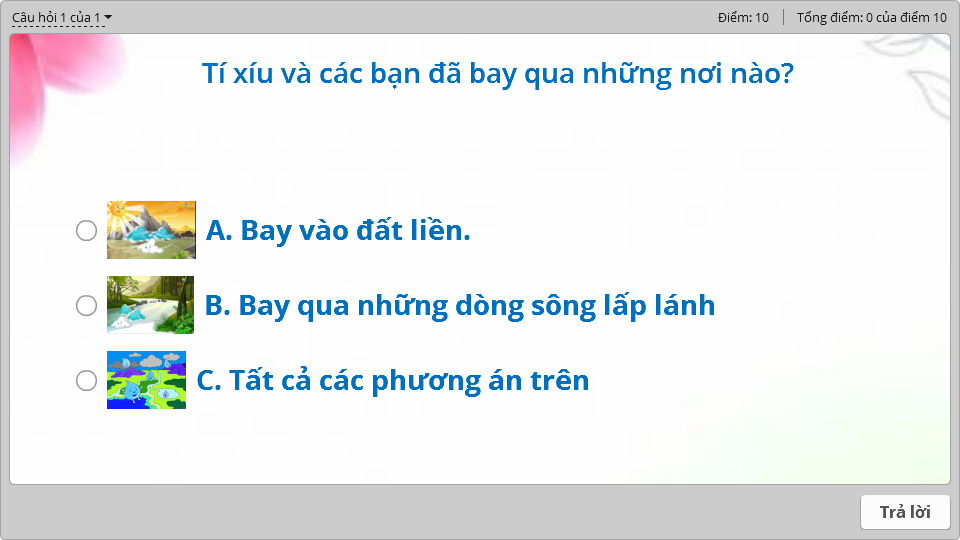 Câu hỏi 1 của 1
Điểm: 10
Tổng điểm: 0 của điểm 10
Tí xíu và các bạn đã bay qua những nơi nào?
A. Bay vào đất liền.
B. Bay qua những dòng sông lấp lánh
C. Tất cả các phương án trên
Trả lời